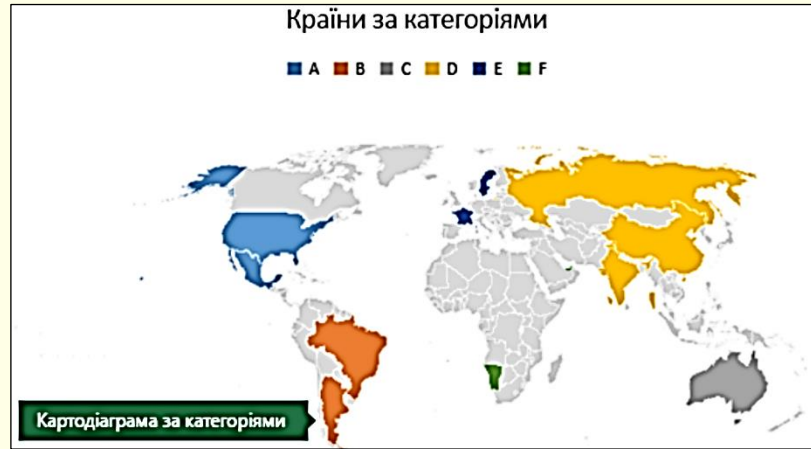 Країни за категоріями
A B C D E F
Картодіаграма за категоріями